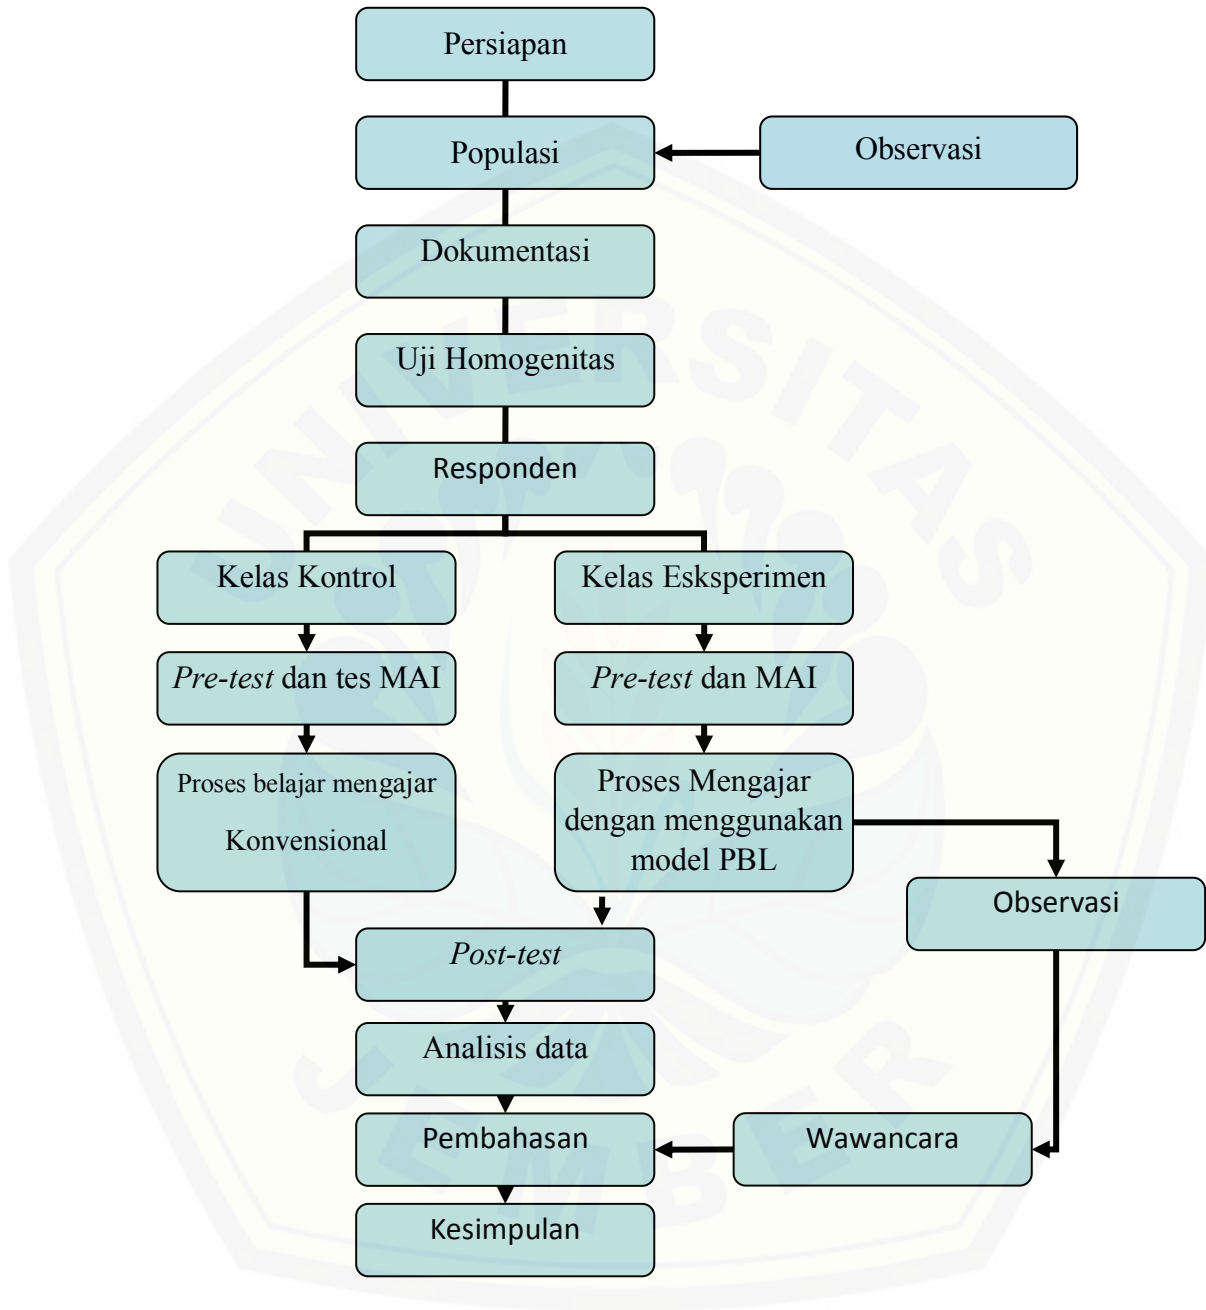 Persiapan
Populasi
Observasi
Dokumentasi
Uji Homogenitas
Responden
Kelas Kontrol
Kelas Esksperimen
Pre-test dan tes MAI
Pre-test dan MAI
Proses belajar mengajar
Konvensional
Proses Mengajar
dengan menggunakan
model PBL
Observasi
Post-test
Analisis data
Pembahasan
Wawancara
Kesimpulan
UNIVERSITAS
JEMBER